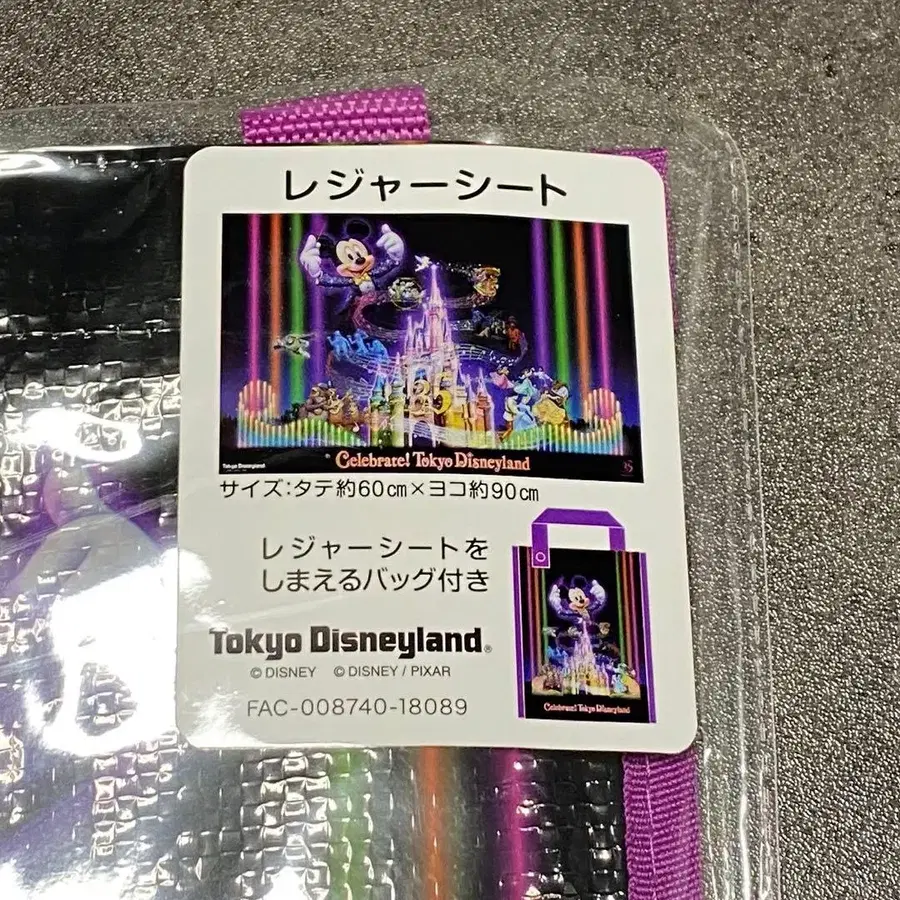 レジャーシート
35
Tokyo Disneyland
Celebrate! Tokyo Disneyland
35
サイズ:タテ約60㎝×ヨコ約90㎝
レジャーシートを
しまえるバッグ付き
Tokyo Disneyland®
© DISNEY © DISNEY / PIXAR
FAC-008740-18089
Celebrate! Tokyo Disneyland